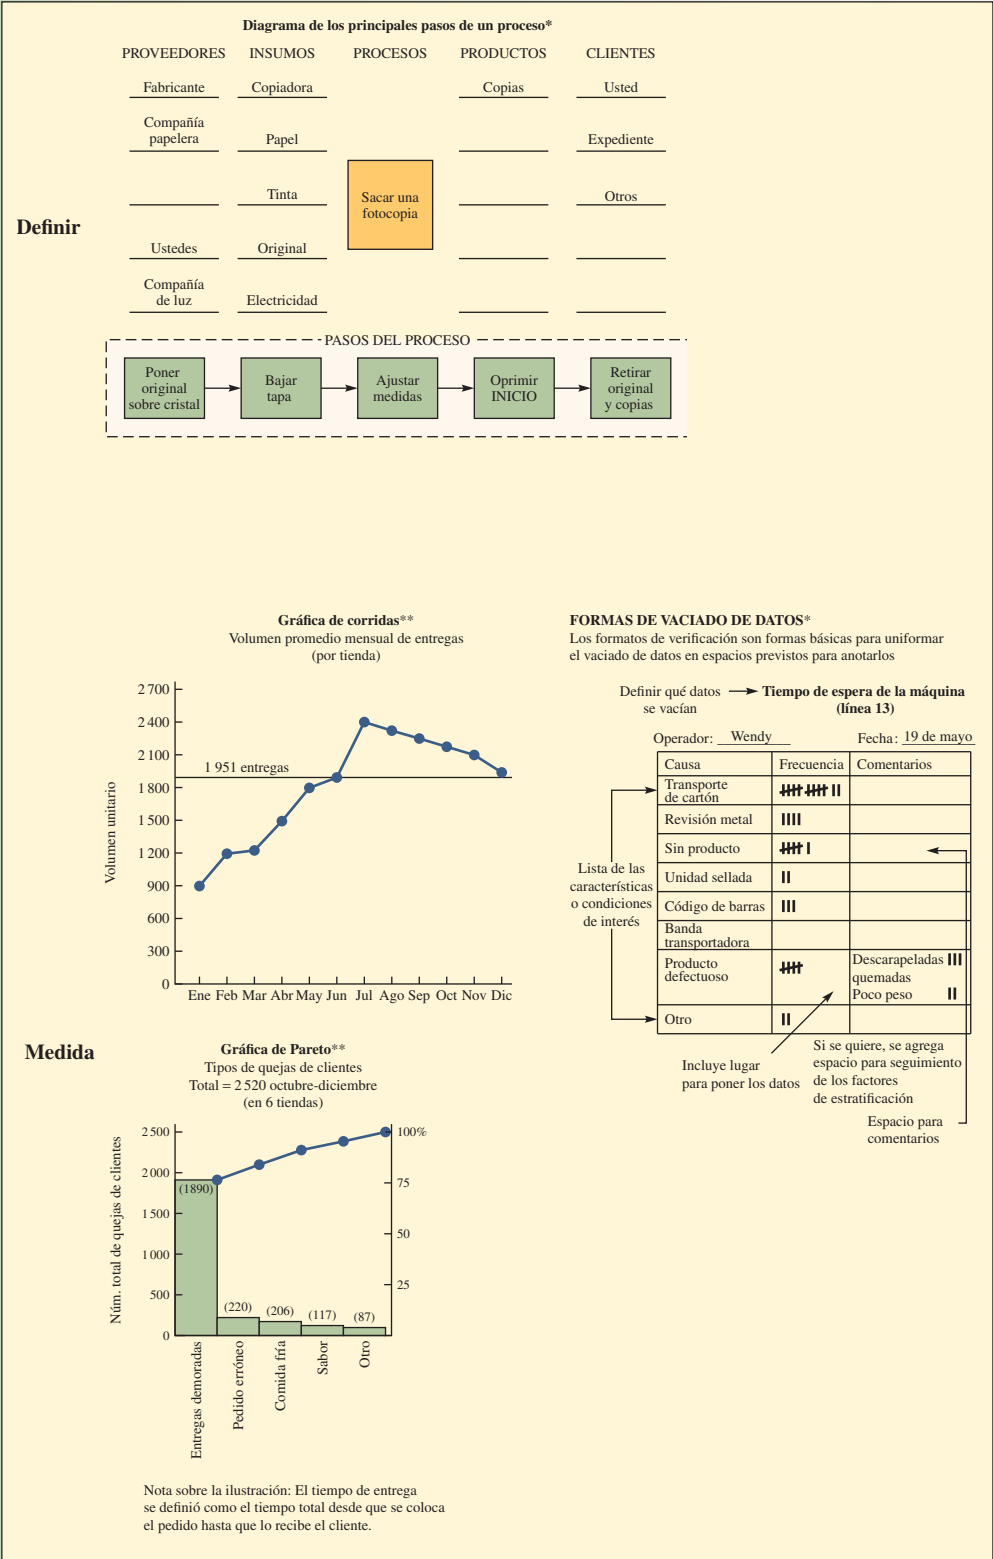 Diagrama de los principales pasos de un proceso*
PROVEEDORES INSUMOS PROCESOS PRODUCTOS CLIENTES
Fabricante Copiadora Copias Usted
Compañía
papelera Papel Expediente
Tinta Otros
Sacar una
fotocopia
Definir
Ustedes Original
Compañía
de luz Electricidad
PASOS DEL PROCESO
Poner
original
sobre cristal
Bajar
tapa
Ajustar
medidas
Oprimir
INICIO
Retirar
original
y copias
Gráfica de corridas**
Volumen promedio mensual de entregas
(por tienda)
Volumen unitario
2 700
2 400
2 100
1 800
1 500
1 200
900
600
300
0
1 951 entregas
Ene Feb Mar Abr May Jun Jul Ago Sep Oct Nov Dic
FORMAS DE VACIADO DE DATOS*
Los formatos de verificación son formas básicas para uniformar
el vaciado de datos en espacios previstos para anotarlos
Definir qué datos
se vacían
Tiempo de espera de la máquina
(línea 13)
Operador: Wendy Fecha: 19 de mayo
Causa Frecuencia Comentarios
Transporte
de cartón
Revisión metal
Sin producto
Unidad sellada
Código de barras
Banda
transportadora
Producto
defectuoso
Descarapeladas
quemadas
Poco peso
Otro
Lista de las
características
o condiciones
de interés
Incluye lugar
para poner los datos
Si se quiere, se agrega
espacio para seguimiento
de los factores
de estratificación
Espacio para
comentarios
Medida
Gráfica de Pareto**
Tipos de quejas de clientes
Total = 2 520 octubre-diciembre
(en 6 tiendas)
Núm. total de quejas de clientes
2 500
2 000
1 500
1 000
500
0
100%
75
50
25
(1890)
(220)
(206)
(117)
(87)
Entregas demoradas
Pedido erróneo
Comida fría
Sabor
Otro
Nota sobre la ilustración: El tiempo de entrega
se definió como el tiempo total desde que se coloca
el pedido hasta que lo recibe el cliente.